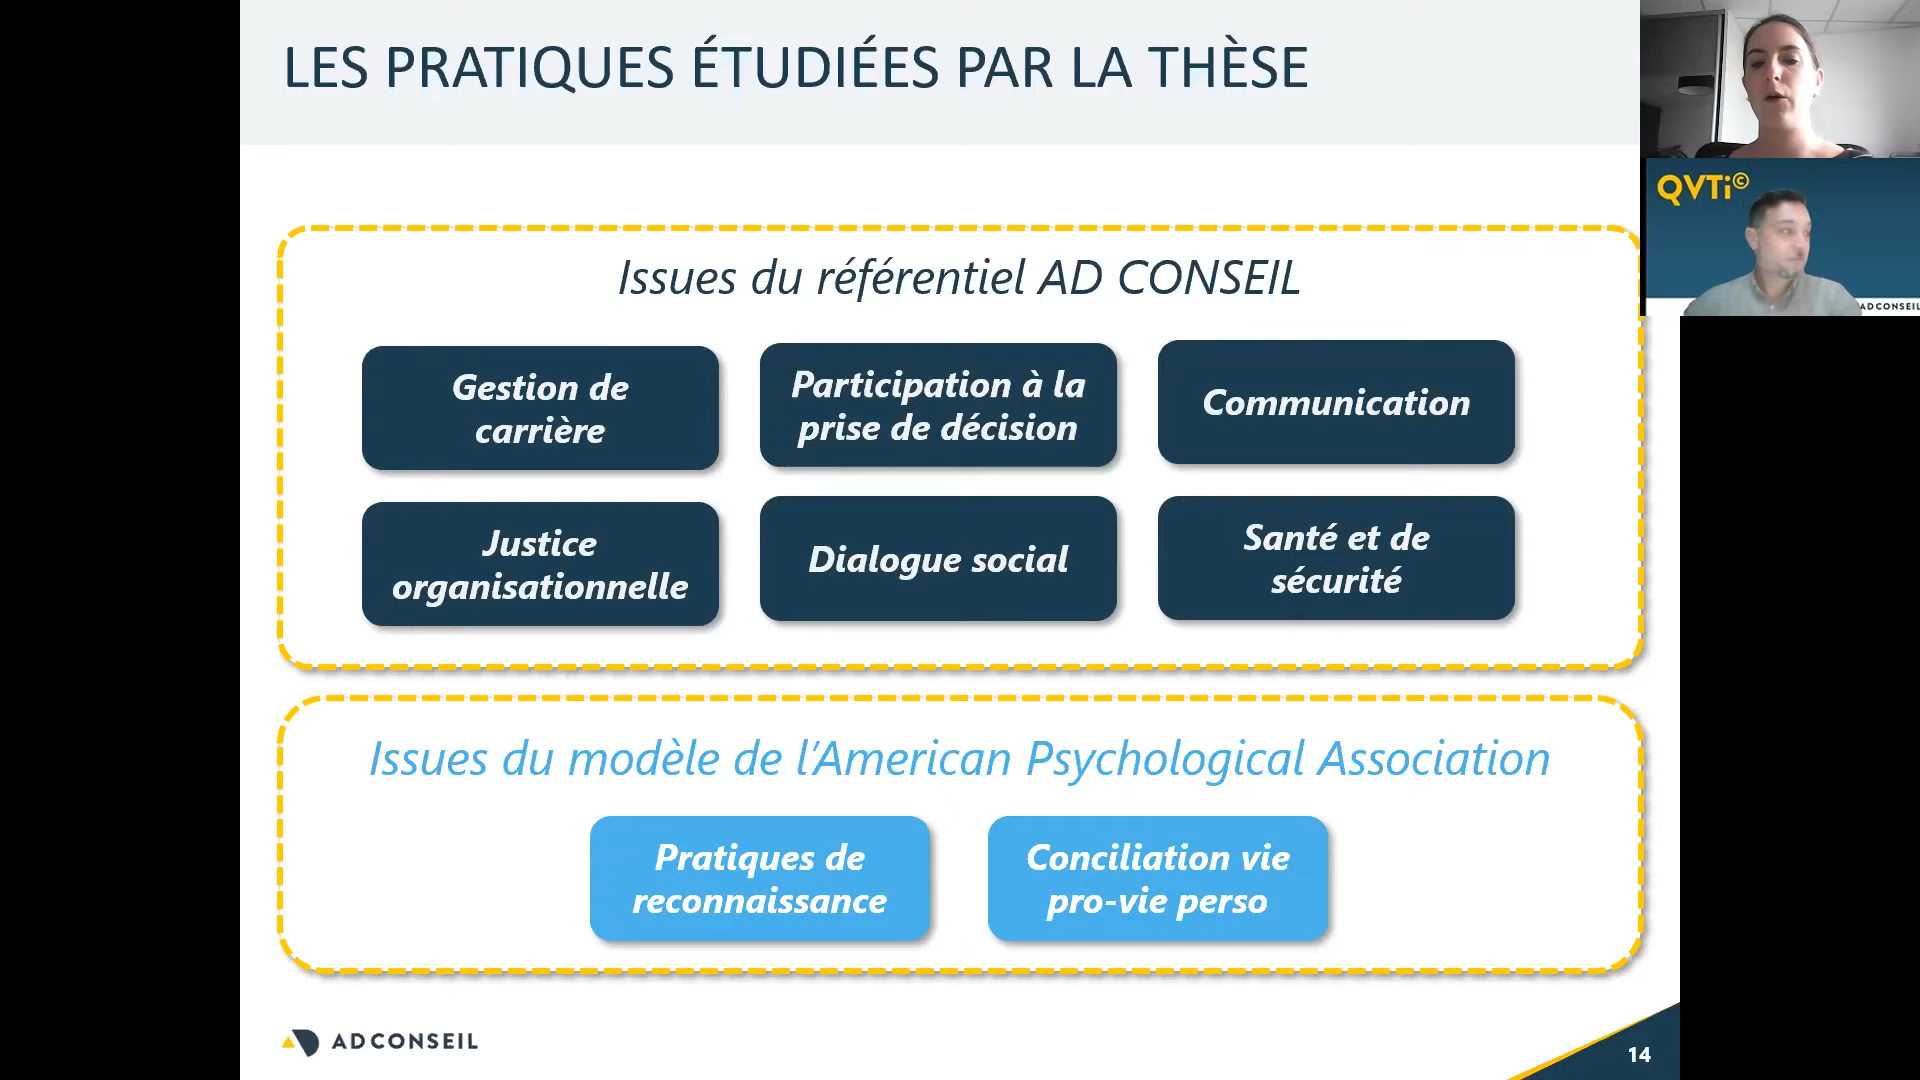 LES PRATIQUES ÉTUDIÉES PAR LA THÈSE
QVTi©
ADCONSEIL
Issues du référentiel AD CONSEIL
Gestion de
carrière
Participation à la
prise de décision
Communication
Justice
organisationnelle
Dialogue social
Santé et de
sécurité
Issues du modèle de l’American Psychological Association
Pratiques de
reconnaissance
Conciliation vie
pro-vie perso
ADCONSEIL
14